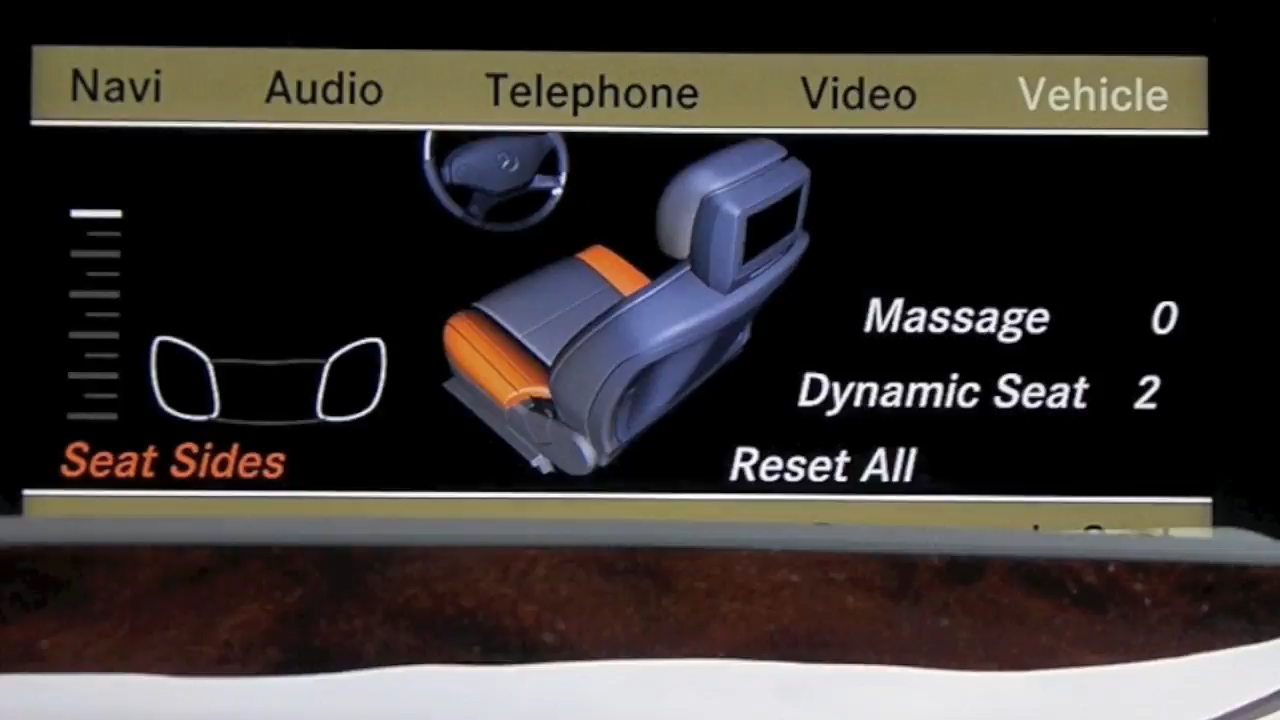 Navi Audio Telephone Video Vehicle
Massage 0
Dynamic Seat 2
Seat Sides Reset All